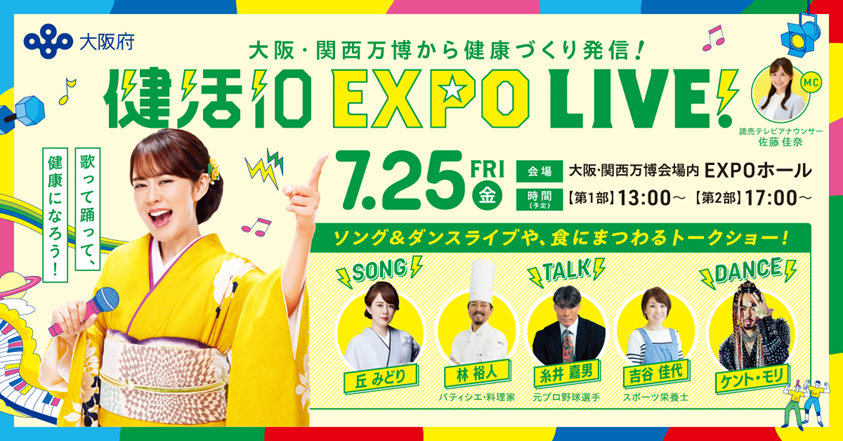 大阪府
大阪・関西万博から健康づくり発信!
健活10 EXPO LIVE!
MC
読売テレビアナウンサー
佐藤 佳奈
歌って踊って、
健康になろう!
7.25 FRI
金
会場 大阪・関西万博会場内 EXPOホール
時間 (予定) 【第1部】13:00〜 【第2部】17:00〜
ソング&ダンスライブや、食にまつわるトークショー!
SONG
TALK
DANCE
丘 みどり
林 裕人
パティシエ・料理家
糸井 嘉男
元プロ野球選手
吉谷 佳代
スポーツ栄養士
ケント・モリ